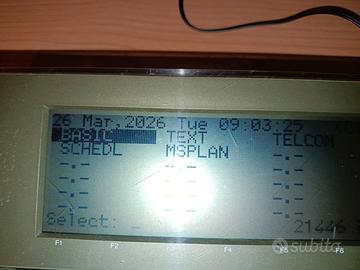 26 Mar,2026 Tue 09:03:25
BASIC TEXT TELCOM
SCHEDL MSPLAN -.-
-.- -.- -.-
-.- -.- -.-
-.- -.- -.-
Select: _ 21446
F1 F2 F4 F5 F6
subito